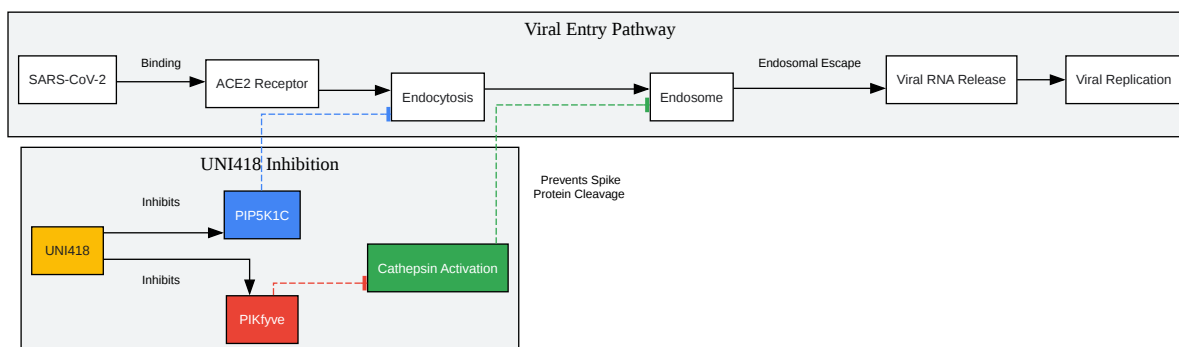 Viral Entry Pathway
SARS-CoV-2
Binding
ACE2 Receptor
Endocytosis
Endosome
Endosomal Escape
Viral RNA Release
Viral Replication
UNI418 Inhibition
UNI418
Inhibits
PIP5K1C
Inhibits
PIKfyve
Cathepsin Activation
Prevents Spike
Protein Cleavage